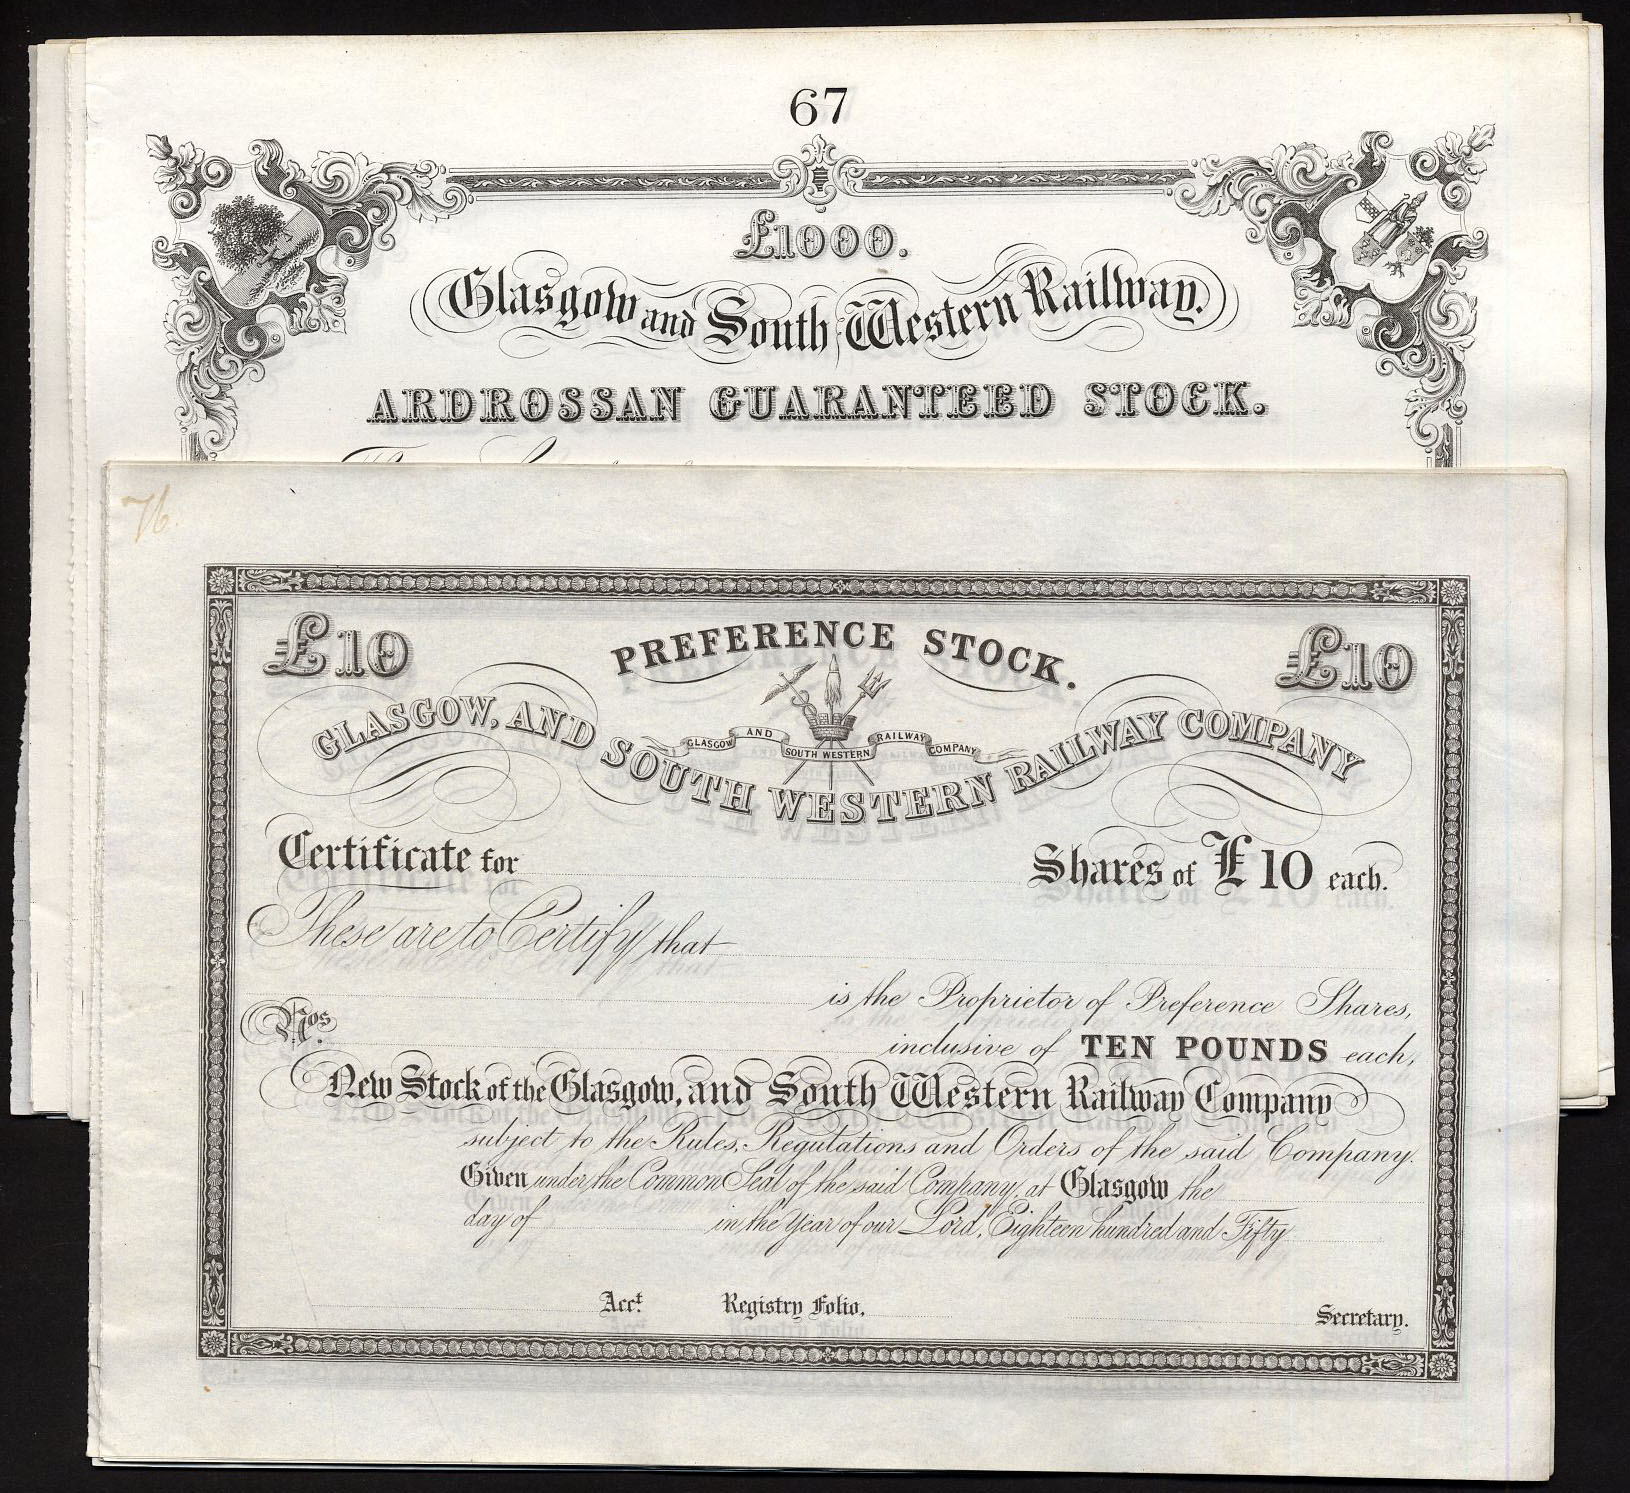 67
£1000.
Glasgow and South Western Railway.
ARDROSSAN GUARANTEED STOCK.
76.
£10 PREFERENCE STOCK. £10
GLASGOW, AND SOUTH WESTERN RAILWAY COMPANY
GLASGOW AND SOUTH WESTERN RAILWAY COMPANY
Certificate for Shares of £10 each.
These are to Certify that
is the Proprietor of Preference Shares,
Nos. inclusive of TEN POUNDS each,
New Stock of the Glasgow, and South Western Railway Company
subject to the Rules, Regulations and Orders of the said Company.
Given under the Common Seal of the said Company, at Glasgow the
day of in the Year of our Lord, Eighteen hundred and Fifty
Acct. Registry Folio. Secretary.